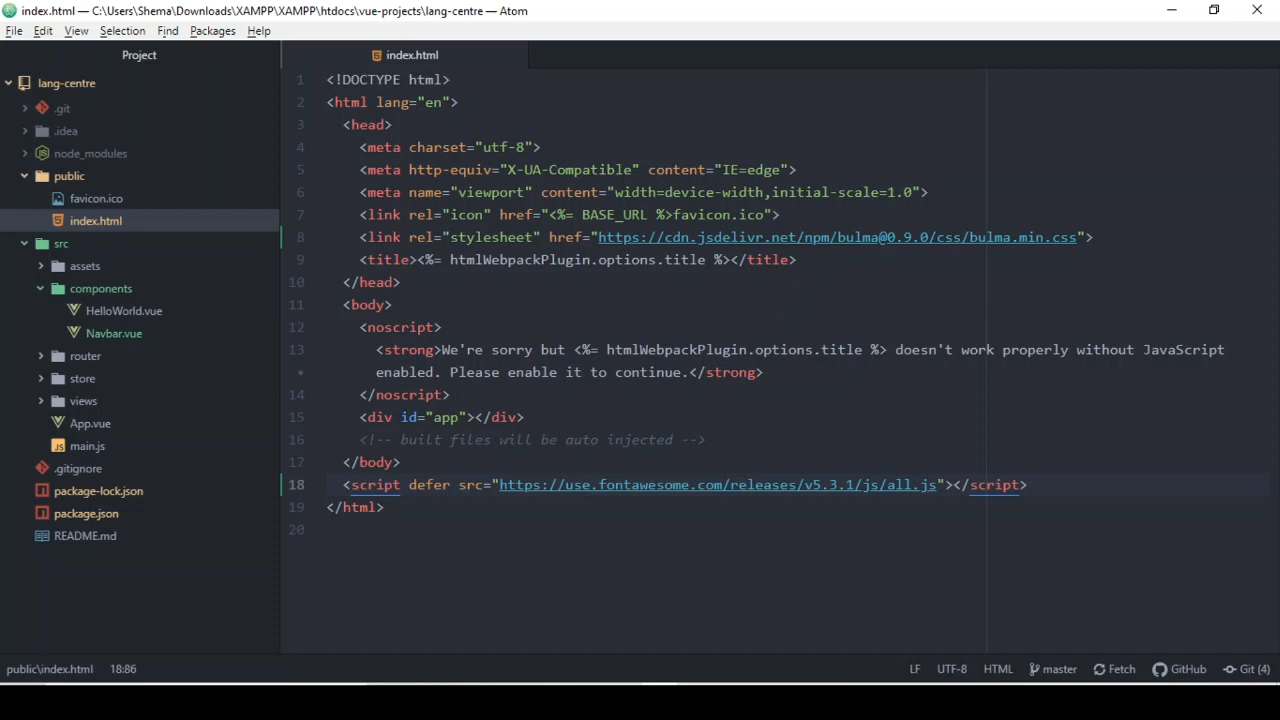 index.html — C:\Users\Shema\Downloads\XAMPP\XAMPP\htdocs\vue-projects\lang-centre — Atom
File Edit View Selection Find Packages Help
Project
lang-centre
.git
.idea
node_modules
public
favicon.ico
index.html
src
assets
components
HelloWorld.vue
Navbar.vue
router
store
views
App.vue
main.js
.gitignore
package-lock.json
package.json
README.md
index.html
1 <!DOCTYPE html>
2 <html lang="en">
3 <head>
4 <meta charset="utf-8">
5 <meta http-equiv="X-UA-Compatible" content="IE=edge">
6 <meta name="viewport" content="width=device-width,initial-scale=1.0">
7 <link rel="icon" href="<%= BASE_URL %>favicon.ico">
8 <link rel="stylesheet" href="https://cdn.jsdelivr.net/npm/bulma@0.9.0/css/bulma.min.css">
9 <title><%= htmlWebpackPlugin.options.title %></title>
10 </head>
11 <body>
12 <noscript>
13 <strong>We're sorry but <%= htmlWebpackPlugin.options.title %> doesn't work properly without JavaScript
• enabled. Please enable it to continue.</strong>
14 </noscript>
15 <div id="app"></div>
16 <!-- built files will be auto injected -->
17 </body>
18 <script defer src="https://use.fontawesome.com/releases/v5.3.1/js/all.js"></script>
19 </html>
20
public\index.html 18:86 LF UTF-8 HTML master Fetch GitHub Git (4)